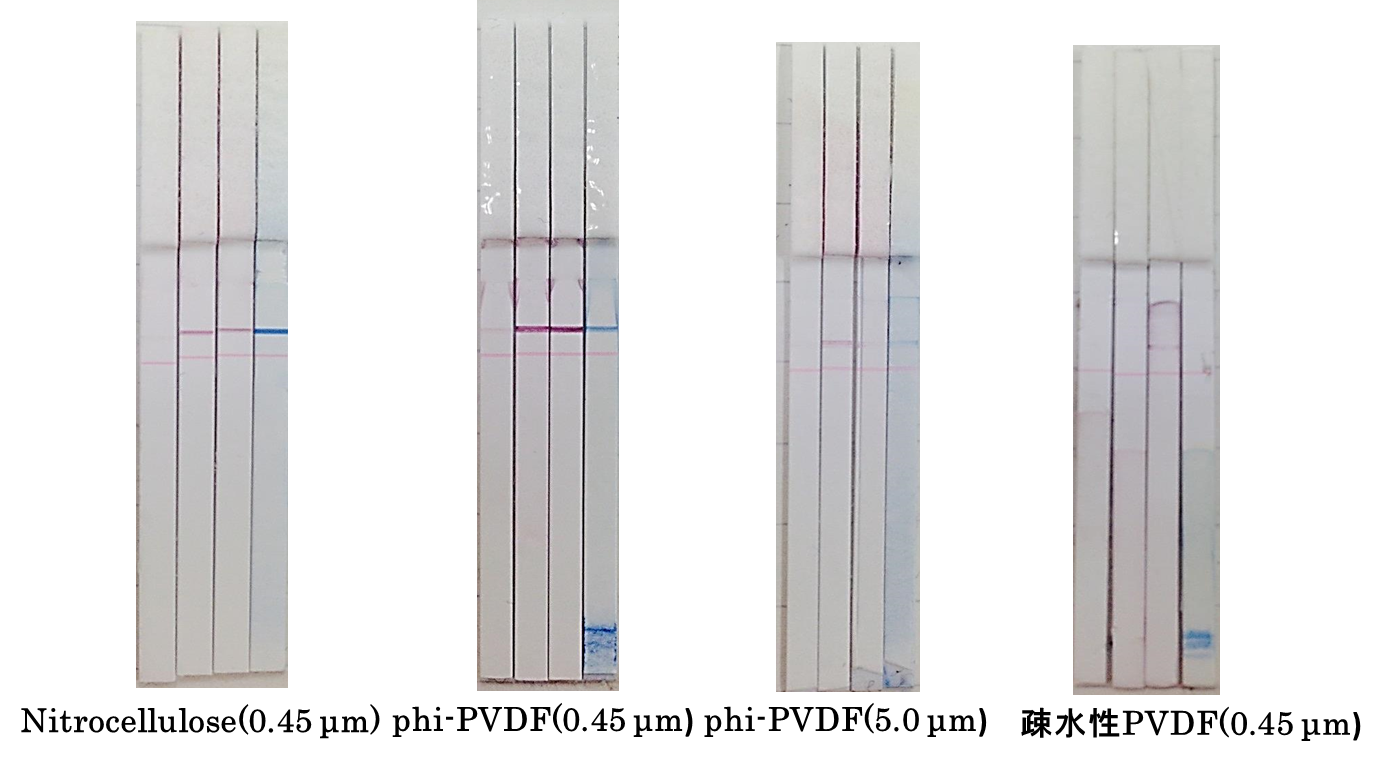 Nitrocellulose(0.45 μm) phi-PVDF(0.45 μm) phi-PVDF(5.0 μm) 疎水性PVDF(0.45 μm)